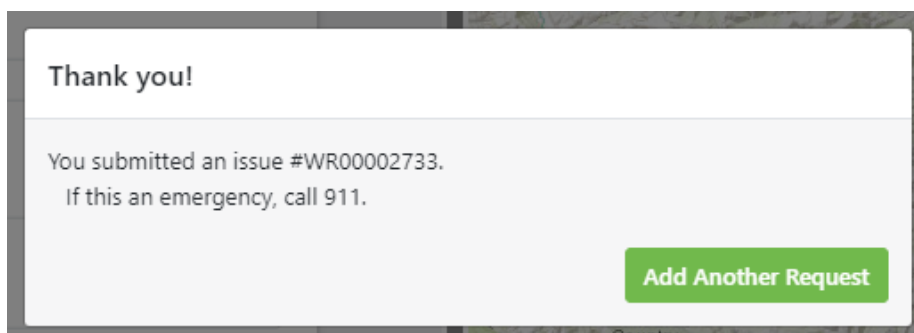 Thank you!
You submitted an issue #WR00002733.
If this an emergency, call 911.
Add Another Request